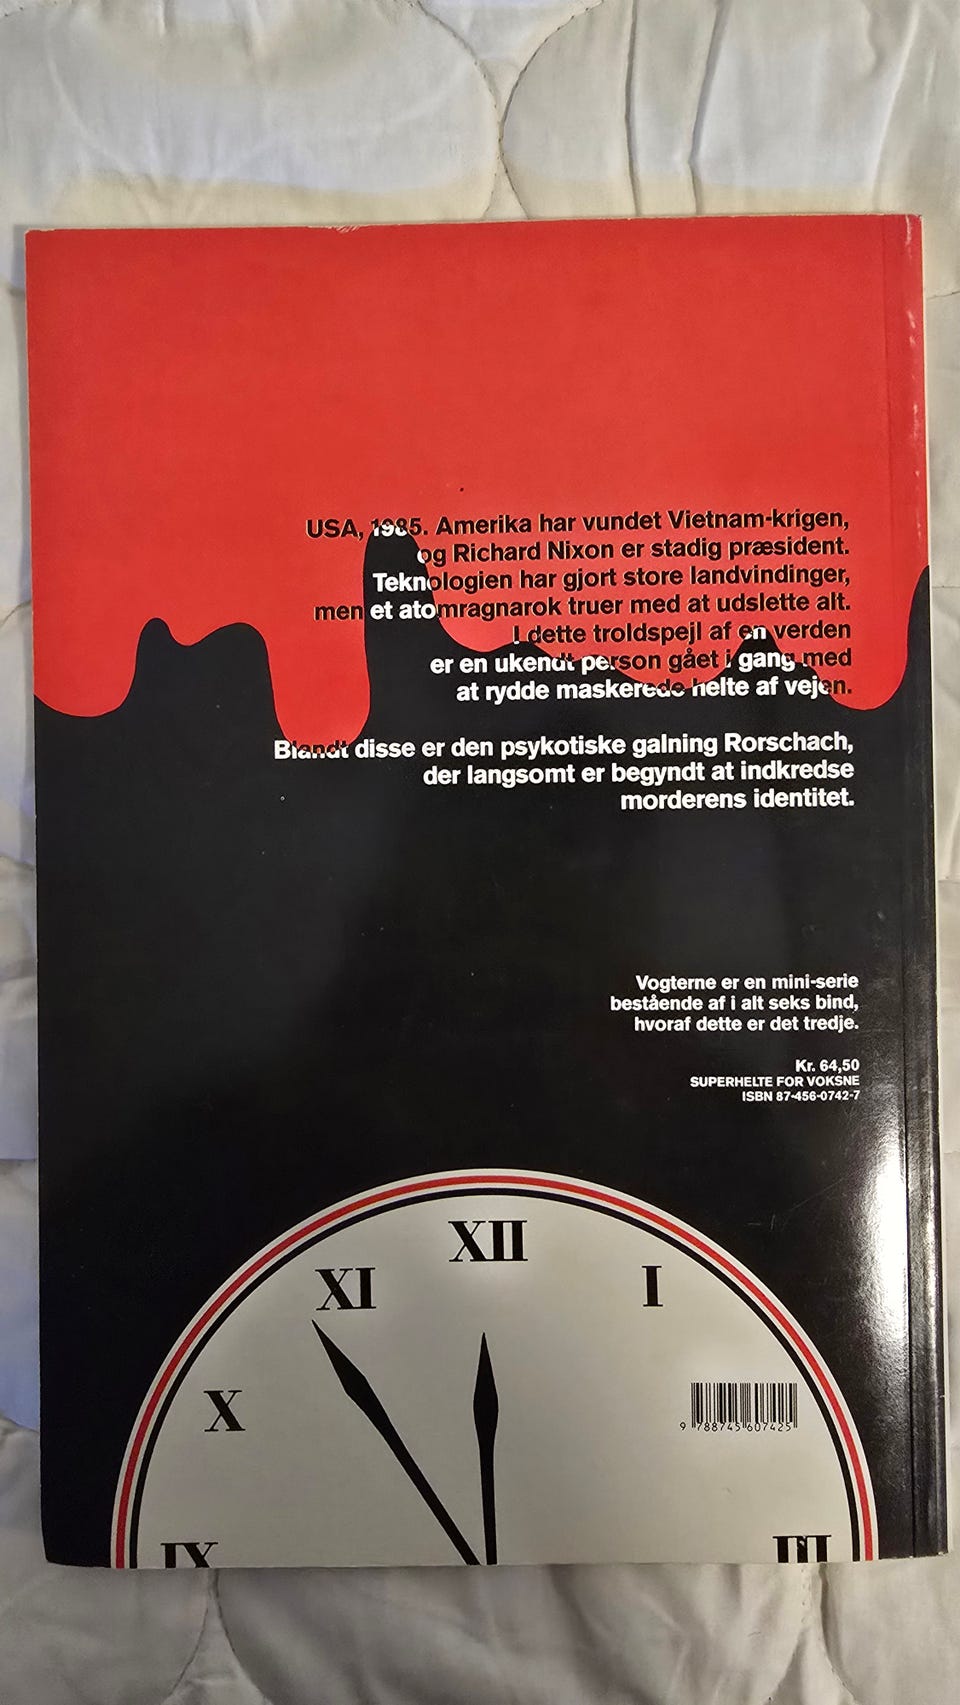 USA, 1985. Amerika har vundet Vietnam-krigen,
og Richard Nixon er stadig præsident.
Teknologien har gjort store landvindinger,
men et atomragnarok truer med at udslette alt.
I dette troldspejl af en verden
er en ukendt person gået i gang med
at rydde maskerede helte af vejen.
Blandt disse er den psykotiske galning Rorschach,
der langsomt er begyndt at indkredse
morderens identitet.
Vogterne er en mini-serie
bestående af i alt seks bind,
hvoraf dette er det tredje.
Kr. 64,50
SUPERHELTE FOR VOKSNE
ISBN 87-456-0742-7
XII
XI
I
X
9 788745 607425
IX
III